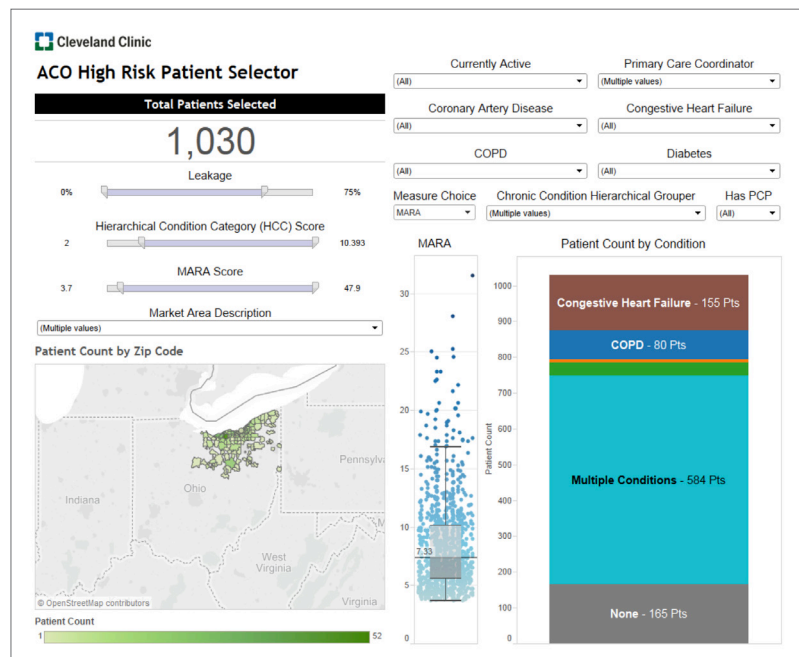 Cleveland Clinic
ACO High Risk Patient Selector
Total Patients Selected
1,030
Leakage
0%
75%
Hierarchical Condition Category (HCC) Score
2
10.393
MARA Score
3.7
47.9
Market Area Description
(Multiple values)
Patient Count by Zip Code
Indiana
Ohio
Pennsylva
West
Virginia
Virginia
M
© OpenStreetMap contributors
Patient Count
1
52
Currently Active
Primary Care Coordinator
(All)
(Multiple values)
Coronary Artery Disease
Congestive Heart Failure
(All)
(All)
COPD
Diabetes
(All)
(All)
Measure Choice
Chronic Condition Hierarchical Grouper
Has PCP
MARA
(Multiple values)
(All)
MARA
30
25
20
15
10
7.33
5
0
Patient Count by Condition
Patient Count
1000
900
800
700
600
500
400
300
200
100
0
Congestive Heart Failure - 155 Pts
COPD - 80 Pts
Multiple Conditions - 584 Pts
None - 165 Pts